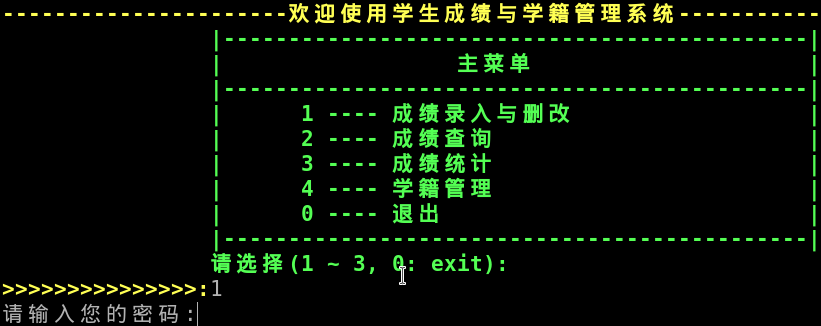 ----------------------欢迎使用学生成绩与学籍管理系统-----------
|---------------------------------------------|
|主菜单|
|---------------------------------------------|
|1 ---- 成绩录入与删改|
|2 ---- 成绩查询|
|3 ---- 成绩统计|
|4 ---- 学籍管理|
|0 ---- 退出|
|---------------------------------------------|
请选择(1 ~ 3, 0: exit):
>>>>>>>>>>>>>>>:1
请输入您的密码: